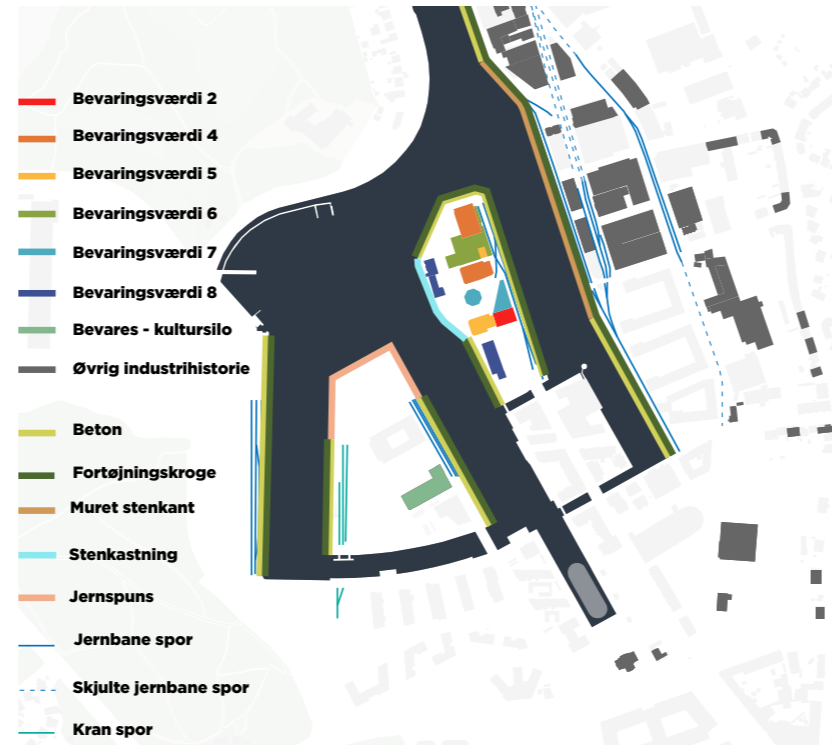 Bevaringsværdi 2
Bevaringsværdi 4
Bevaringsværdi 5
Bevaringsværdi 6
Bevaringsværdi 7
Bevaringsværdi 8
Bevares - kultursilo
Øvrig industrihistorie
Beton
Fortøjningskroge
Muret stenkant
Stenkastning
Jernspuns
Jernbane spor
Skjulte jernbane spor
Kran spor